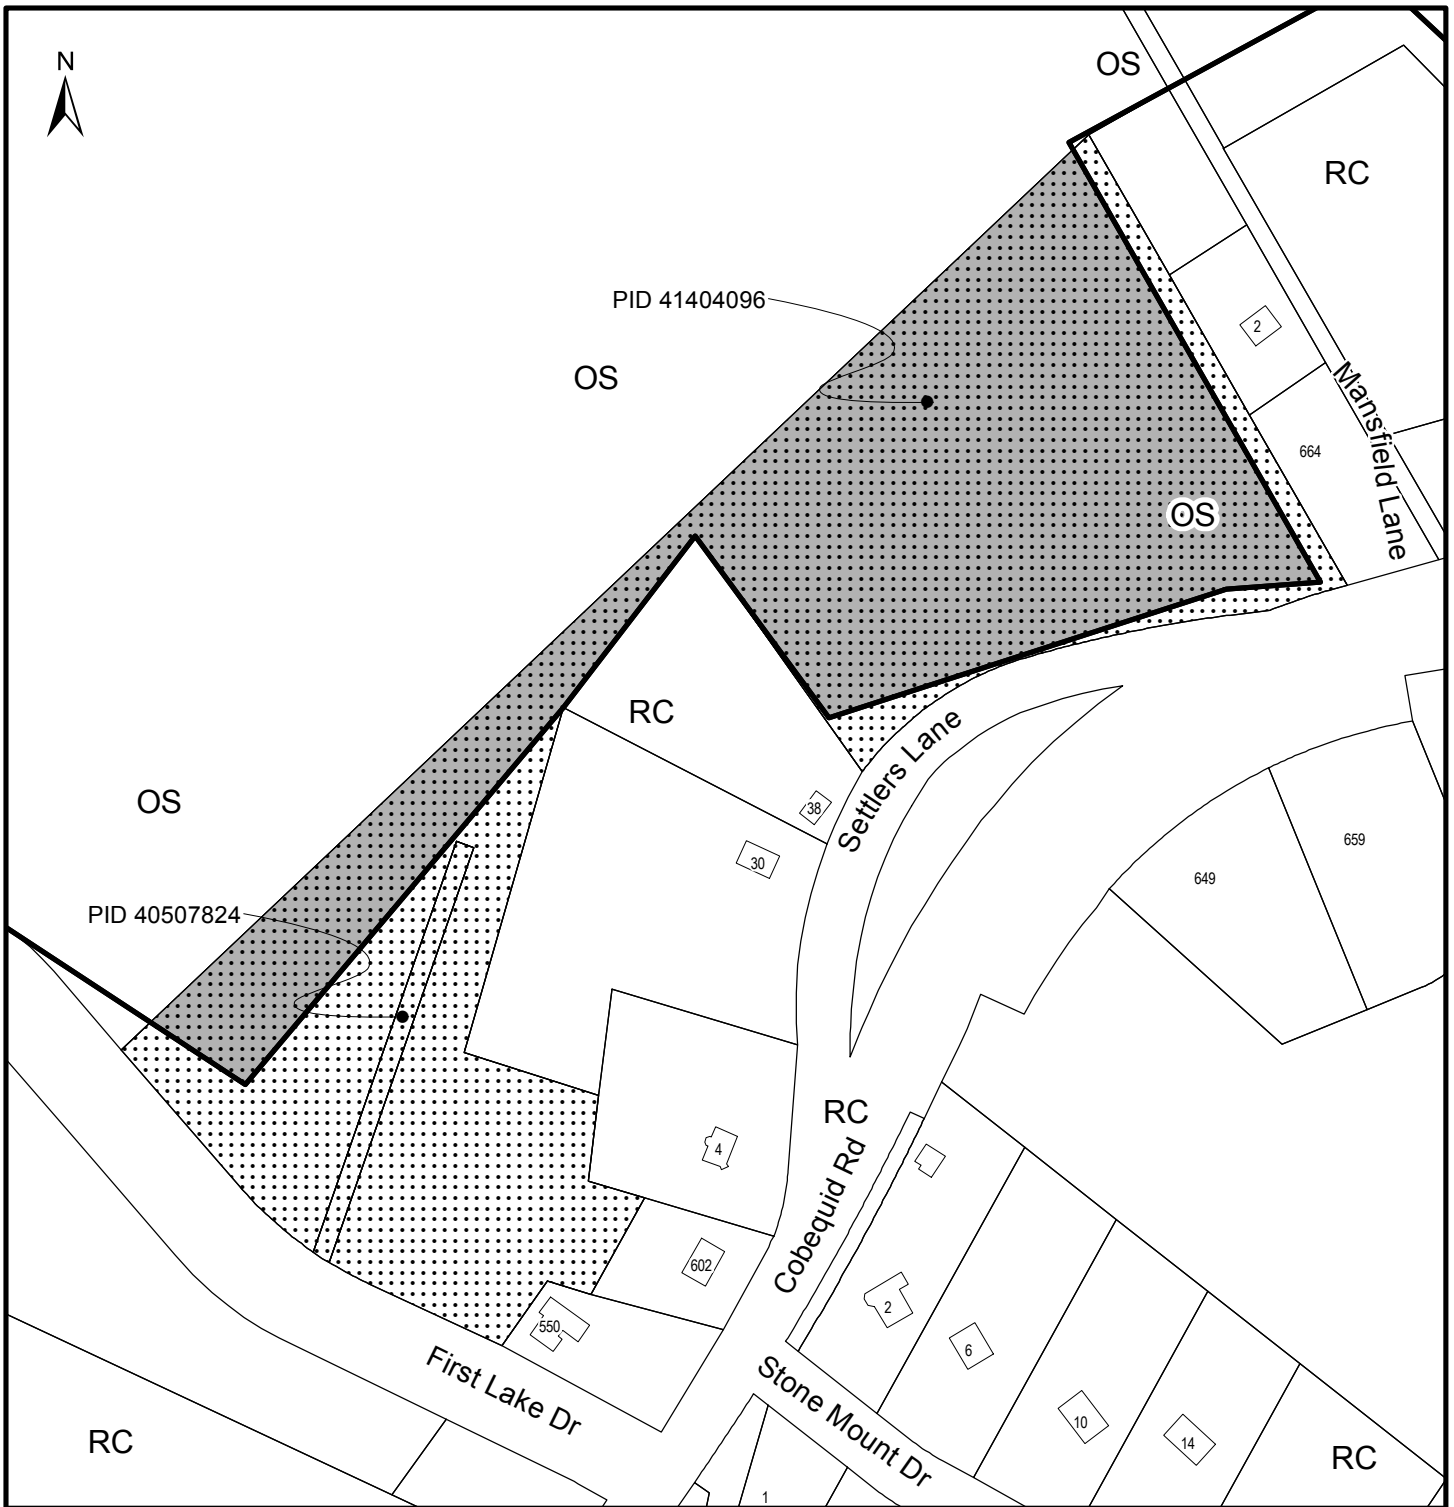 N
OS
RC
PID 41404096
2
OS
Mansfield Lane
664
OS
RC
Settlers Lane
OS
38
30
659
649
PID 40507824
RC
4
Cobequid Rd
602
2
550
6
First Lake Dr
Stone Mount Dr
10
RC
14
RC
1